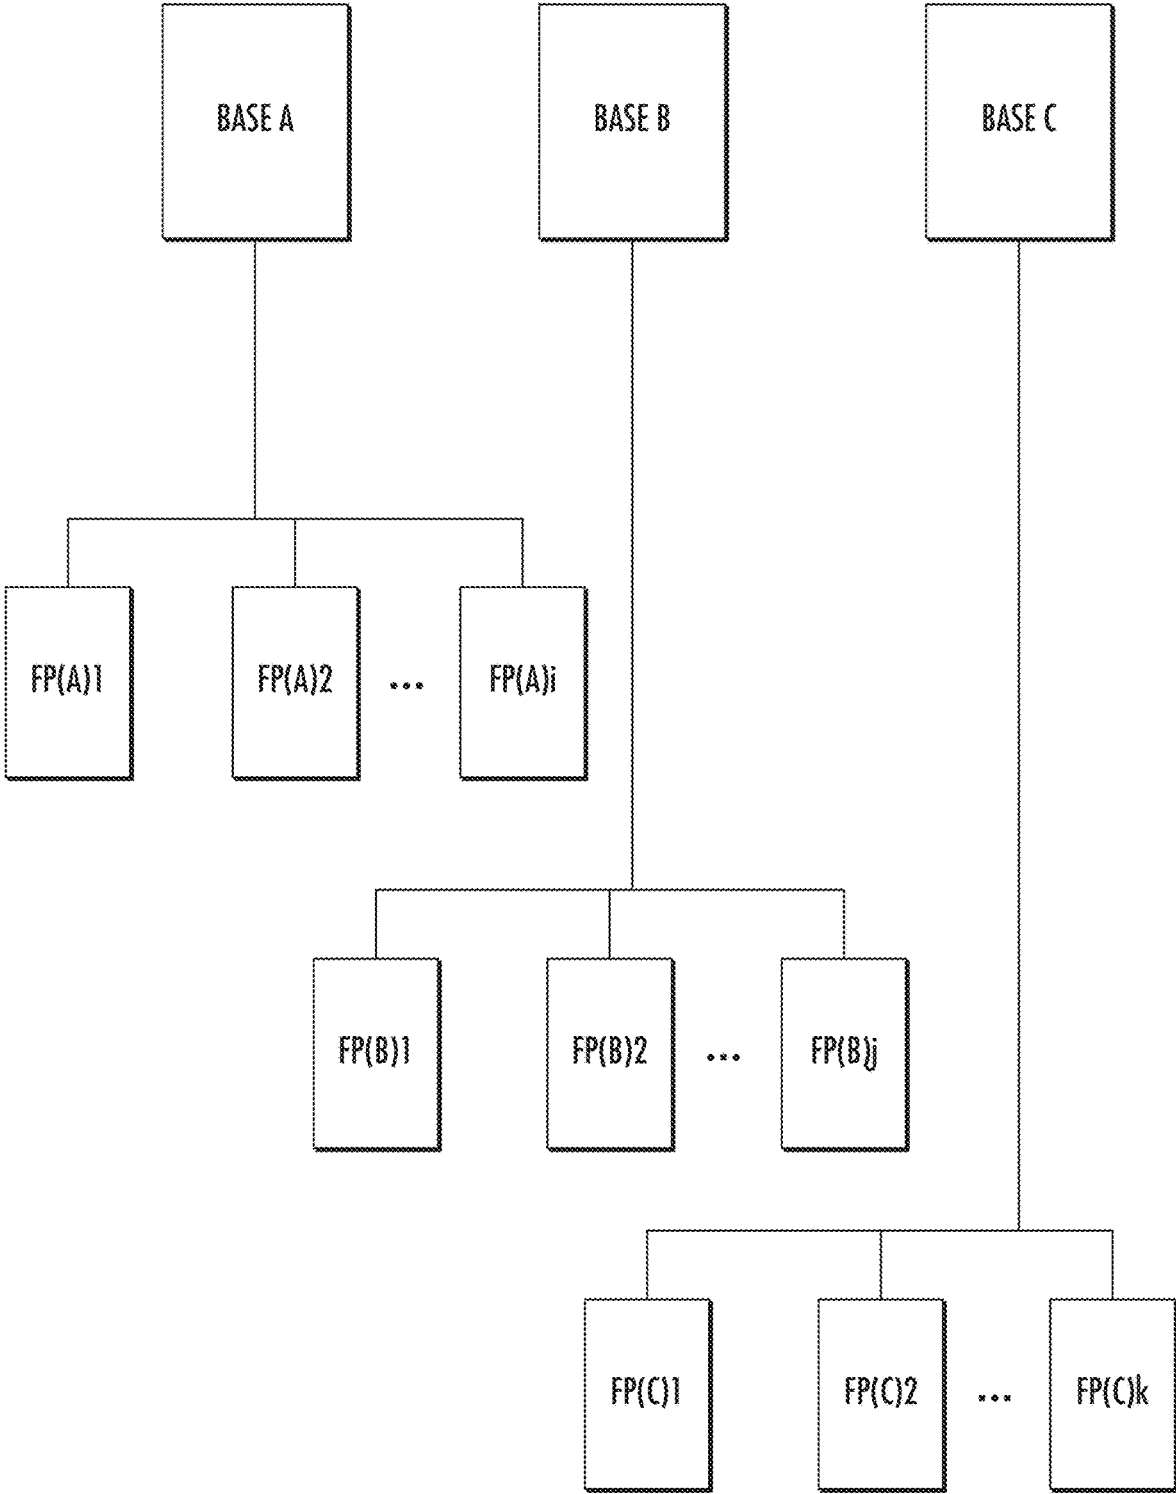 BASE A
BASE B
BASE C
FP(A)1
FP(A)2
...
FP(A)i
FP(B)1
FP(B)2
...
FP(B)j
FP(C)1
FP(C)2
...
FP(C)k